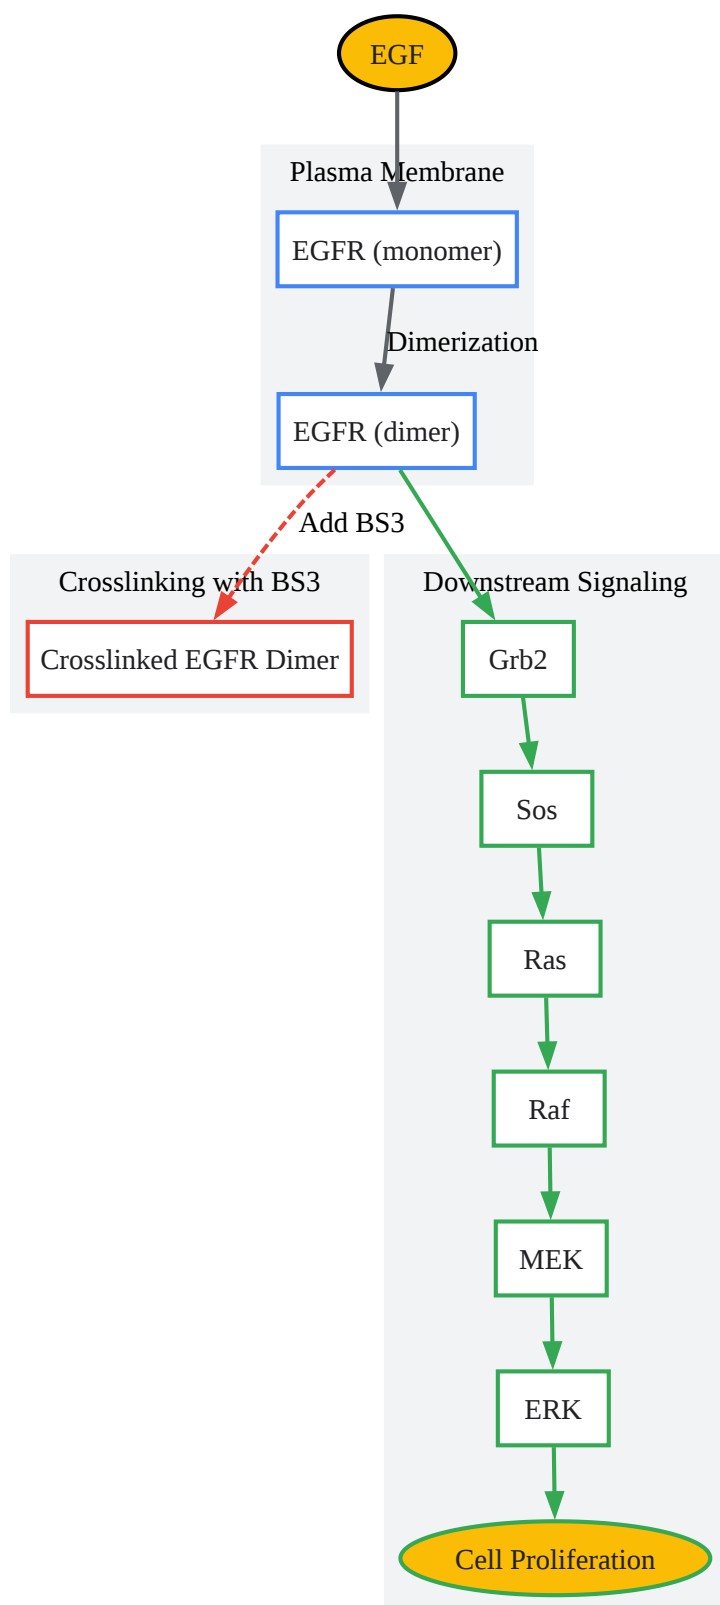 EGF
Plasma Membrane
EGFR (monomer)
Dimerization
EGFR (dimer)
Add BS3
Crosslinking with BS3
Crosslinked EGFR Dimer
Downstream Signaling
Grb2
Sos
Ras
Raf
MEK
ERK
Cell Proliferation